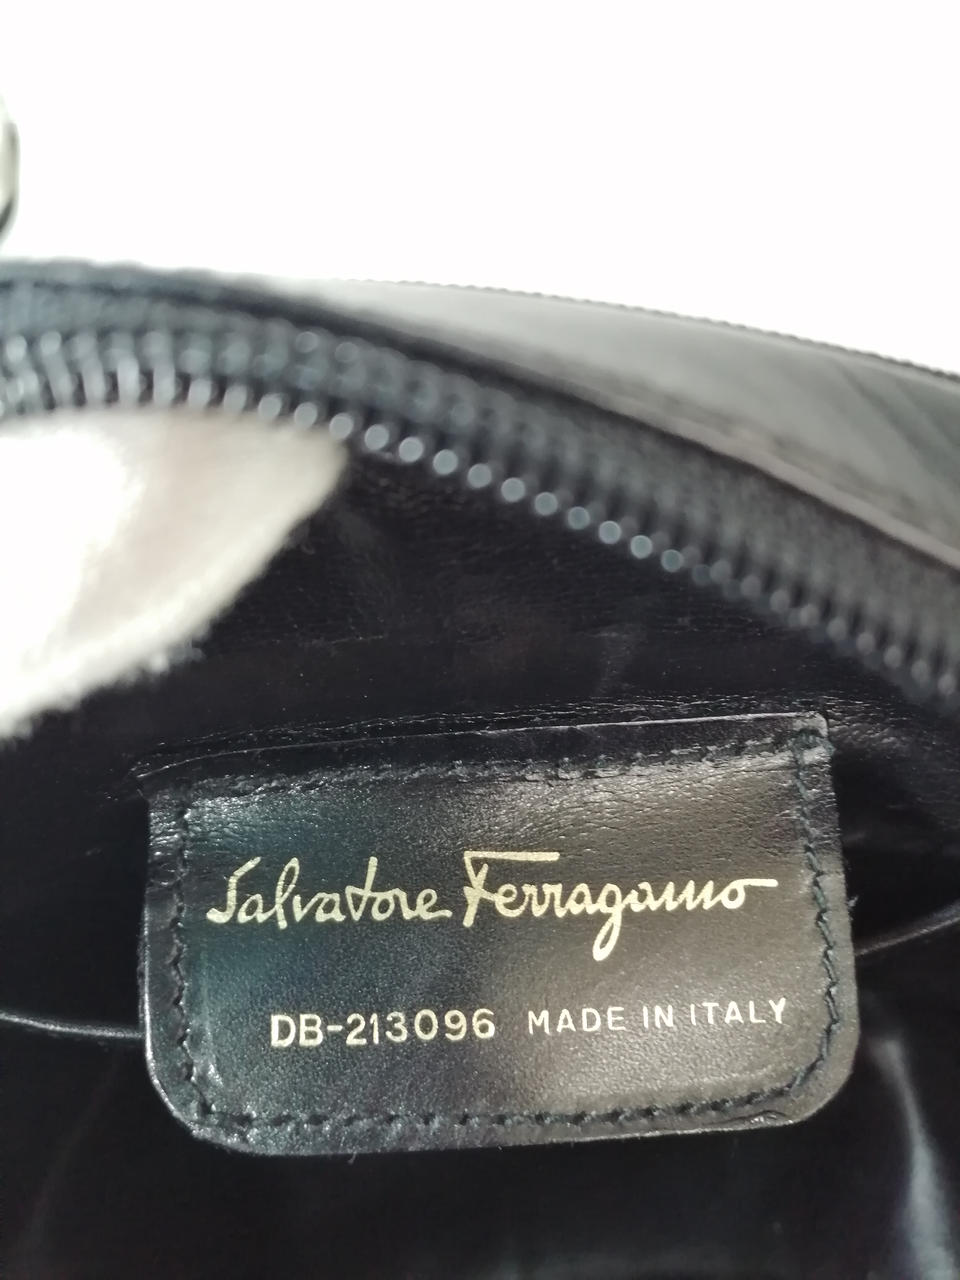 Salvatore Ferragamo
DB-213096 MADE IN ITALY